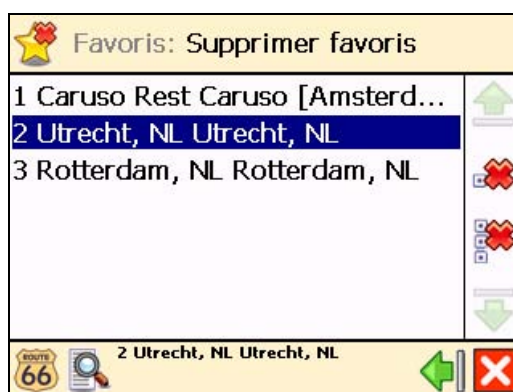 Favoris: Supprimer favoris
1 Caruso Rest Caruso [Amsterd...
2 Utrecht, NL Utrecht, NL
3 Rotterdam, NL Rotterdam, NL
ROUTE
66
2 Utrecht, NL Utrecht, NL